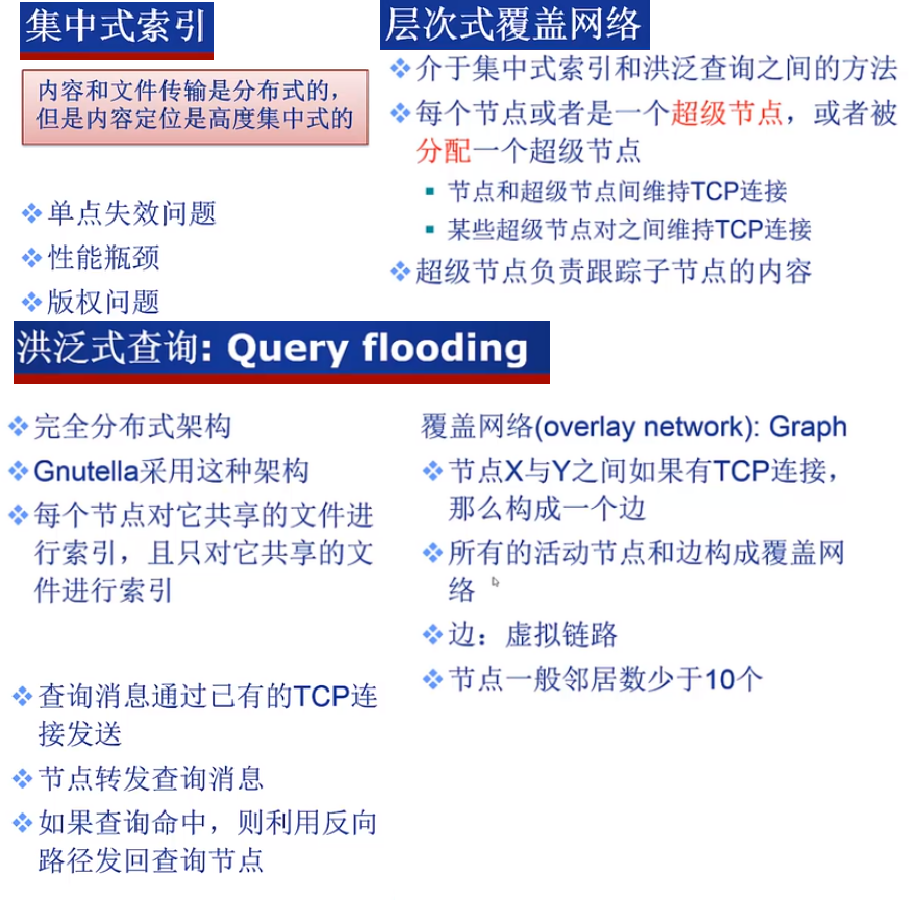 集中式索引
内容和文件传输是分布式的，
但是内容定位是高度集中式的
单点失效问题
性能瓶颈
版权问题
层次式覆盖网络
介于集中式索引和洪泛查询之间的方法
每个节点或者是一个超级节点，或者被
分配一个超级节点
节点和超级节点间维持TCP连接
某些超级节点对之间维持TCP连接
超级节点负责跟踪子节点的内容
洪泛式查询: Query flooding
完全分布式架构
Gnutella采用这种架构
每个节点对它共享的文件进
行索引，且只对它共享的文
件进行索引
查询消息通过已有的TCP连
接发送
节点转发查询消息
如果查询命中，则利用反向
路径发回查询节点
覆盖网络(overlay network): Graph
节点X与Y之间如果有TCP连接，
那么构成一个边
所有的活动节点和边构成覆盖网
络
边：虚拟链路
节点一般邻居数少于10个